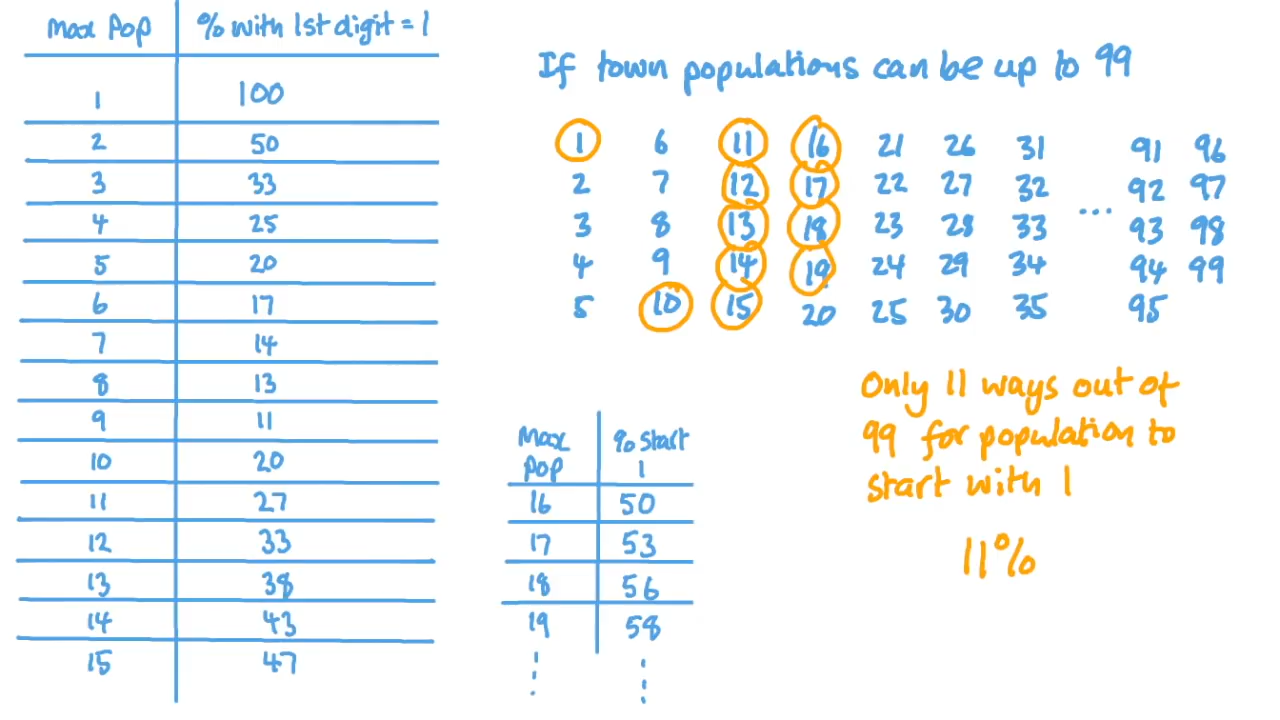 Max Pop % with 1st digit = 1
1 100
2 50
3 33
4 25
5 20
6 17
7 14
8 13
9 11
10 20
11 27
12 33
13 38
14 43
15 47
If town populations can be up to 99
1 6 11 16 21 26 31 91 96
2 7 12 17 22 27 32 92 97
3 8 13 18 23 28 33 ... 93 98
4 9 14 19 24 29 34 94 99
5 10 15 20 25 30 35 95
Max % start
Pop 1
16 50
17 53
18 56
19 58
Only 11 ways out of
99 for population to
start with 1
11%